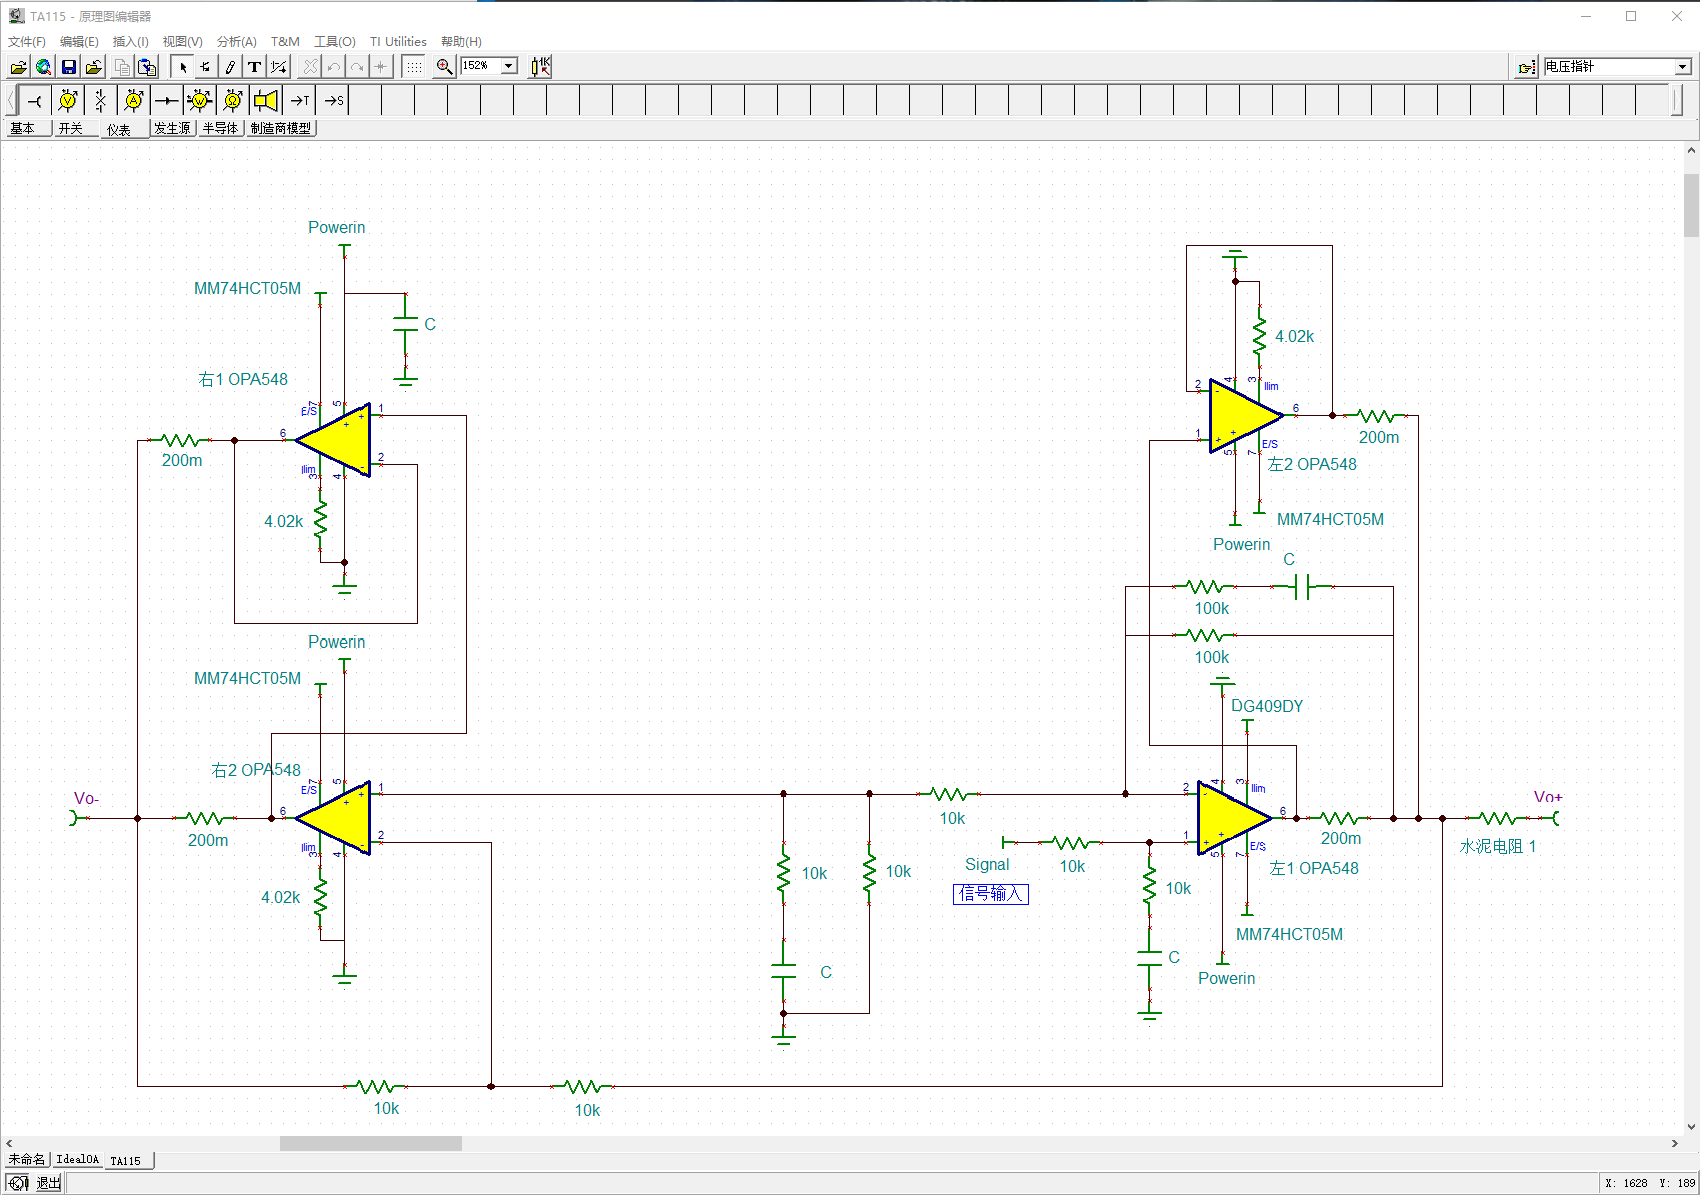 TA115 - 原理图编辑器
文件(F) 编辑(E) 插入(I) 视图(V) 分析(A) T&M 工具(O) TI Utilities 帮助(H)
152%
电压指针
基本 开关 仪表 发生源 半导体 制造商模型
Powerin
MM74HCT05M
C
4.02k
右1 OPA548
E/S 7 5 1
2
1
6
200m
Ilim 3 4 2
4 3 Ilim
6
200m
E/S
5 7
左2 OPA548
4.02k
MM74HCT05M
Powerin
C
100k
100k
Powerin
MM74HCT05M
DG409DY
右2 OPA548
E/S 7 5 1
Ilim 3 4 2
6
200m
Vo-
4.02k
2 4 3 Ilim
1 5 7 E/S
6
200m
Vo+
水泥电阻 1
左1 OPA548
10k
Signal
信号输入
10k
10k
10k
10k
C
C
MM74HCT05M
Powerin
10k
10k
未命名 IdealOA TA115
退出
X: 1628 Y: 189